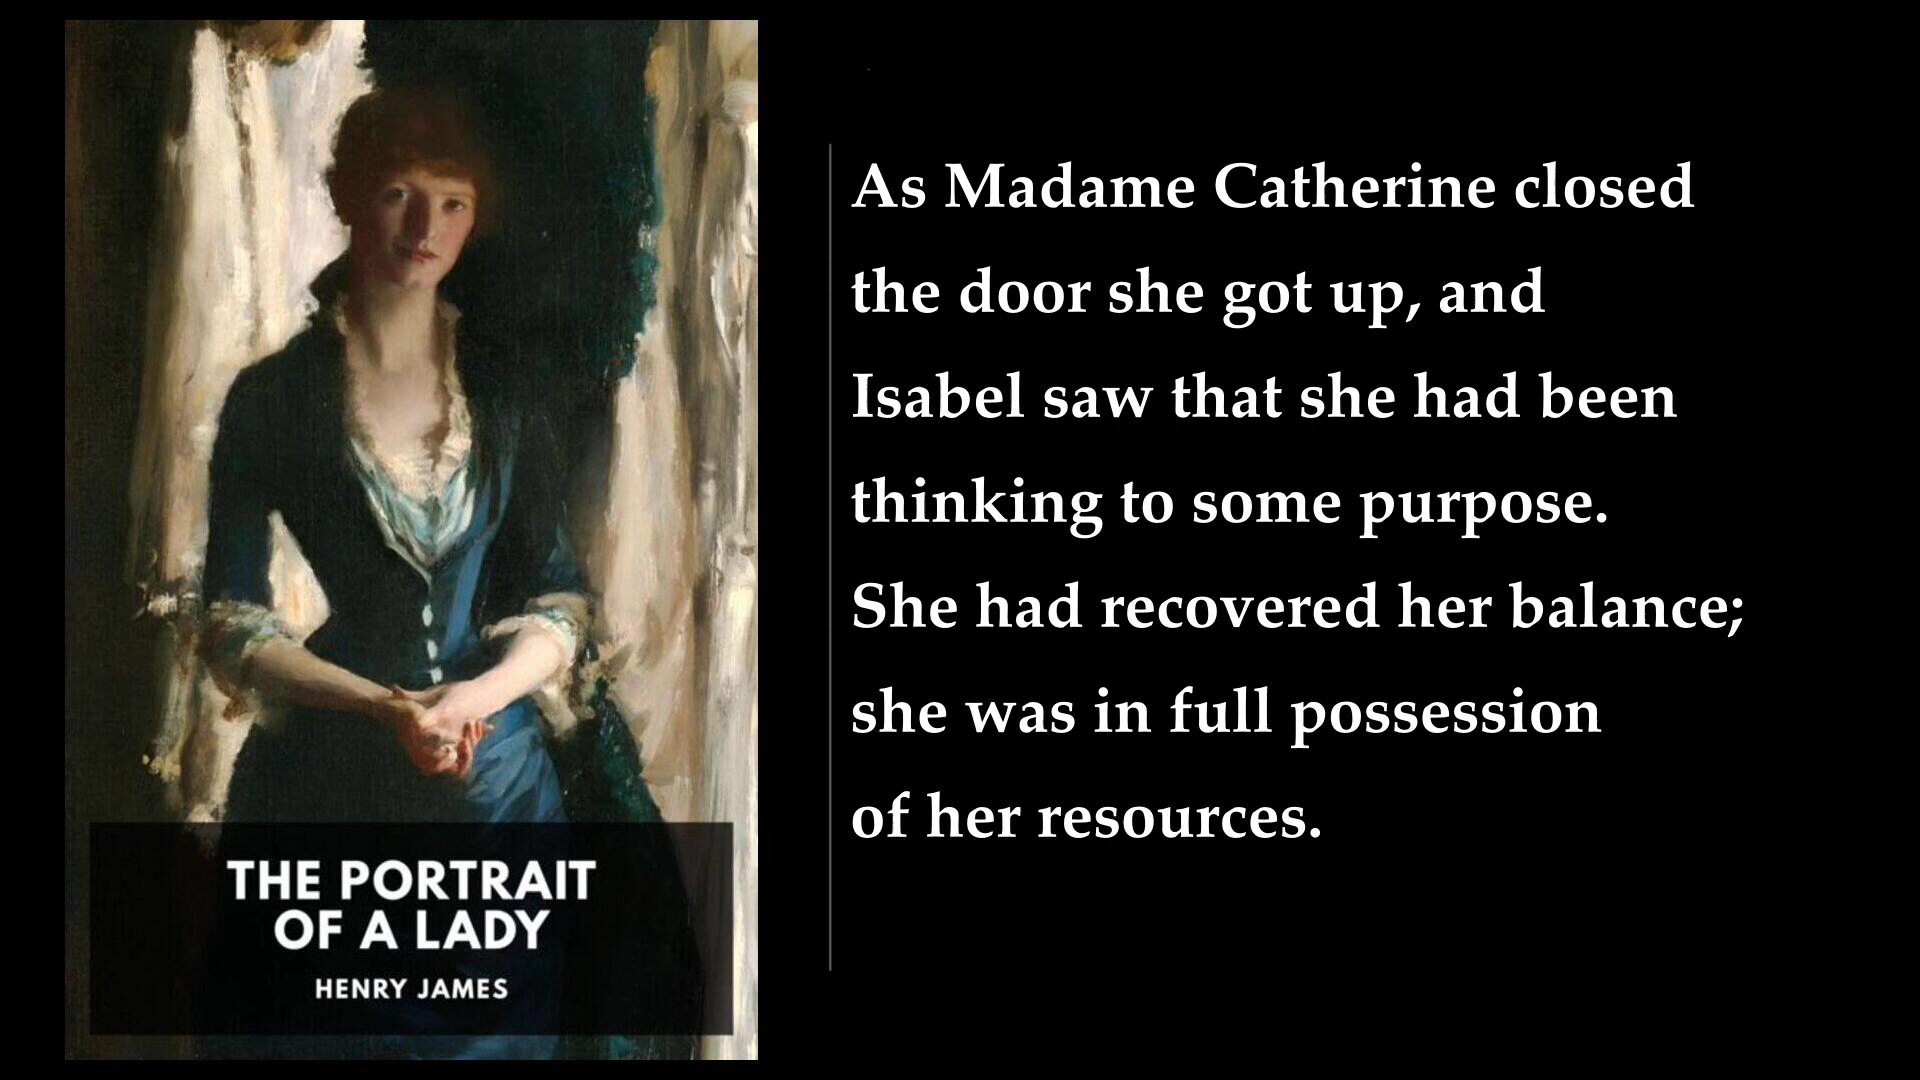 As Madame Catherine closed
the door she got up, and
Isabel saw that she had been
thinking to some purpose.
She had recovered her balance;
she was in full possession
of her resources.
THE PORTRAIT
OF A LADY
HENRY JAMES